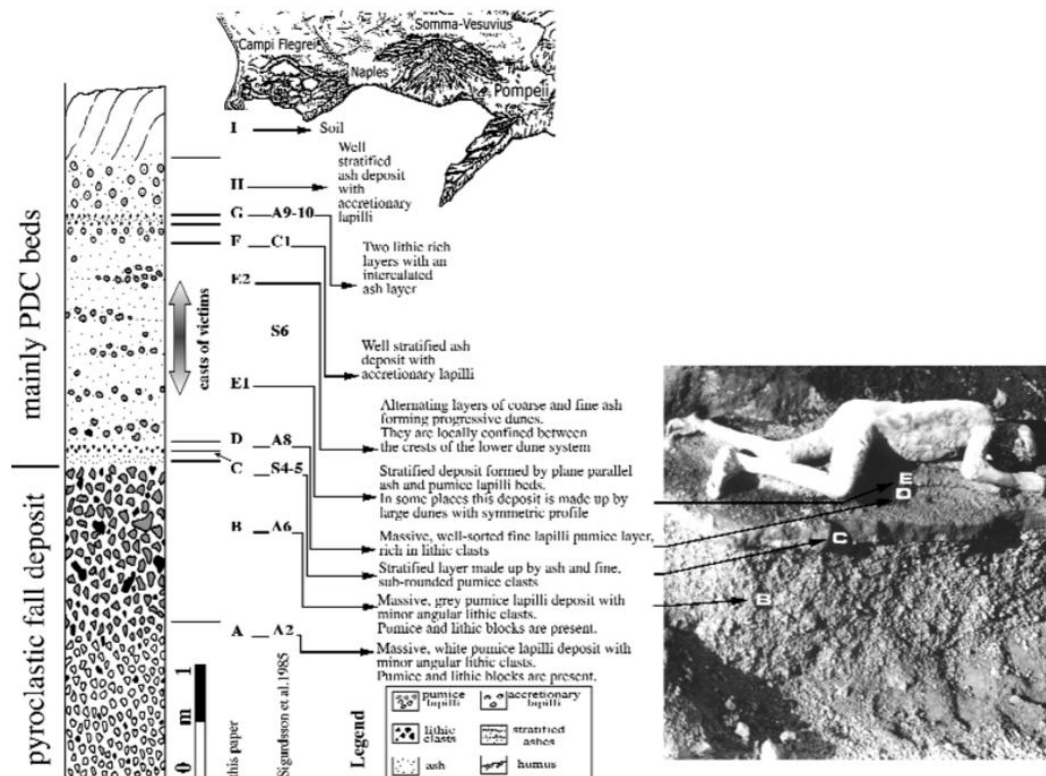 Somma-Vesuvius
Campi Flegrei
Naples
Pompeii
I
Soil
Well
stratified
ash deposit
with
accretionary
lapilli
H
G A9-10
F C1
Two lithic rich
layers with an
intercalated
ash layer
E2
S6
Well stratified ash
deposit with
accretionary lapilli
E1
Alternating layers of coarse and fine ash
forming progressive dunes.
They are locally confined between
the crests of the lower dune system
D A8
C S4-5
Stratified deposit formed by plane parallel
ash and pumice lapilli beds.
In some places this deposit is made up by
large dunes with symmetric profile
B A6
Massive, well-sorted fine lapilli pumice layer,
rich in lithic clasts
Stratified layer made up by ash and fine,
sub-rounded pumice clasts
Massive, grey pumice lapilli deposit with
minor angular lithic clasts.
Pumice and lithic blocks are present.
A A2
Massive, white pumice lapilli deposit with
minor angular lithic clasts.
Pumice and lithic blocks are present.
mainly PDC beds
pyroclastic fall deposit
casts of victims
0 m 1
this paper
Sigurdsson et al.1985
Legend
pumice
lapilli
accretionary
lapilli
lithic
clasts
stratified
ashes
ash
humus
E
D
C
B